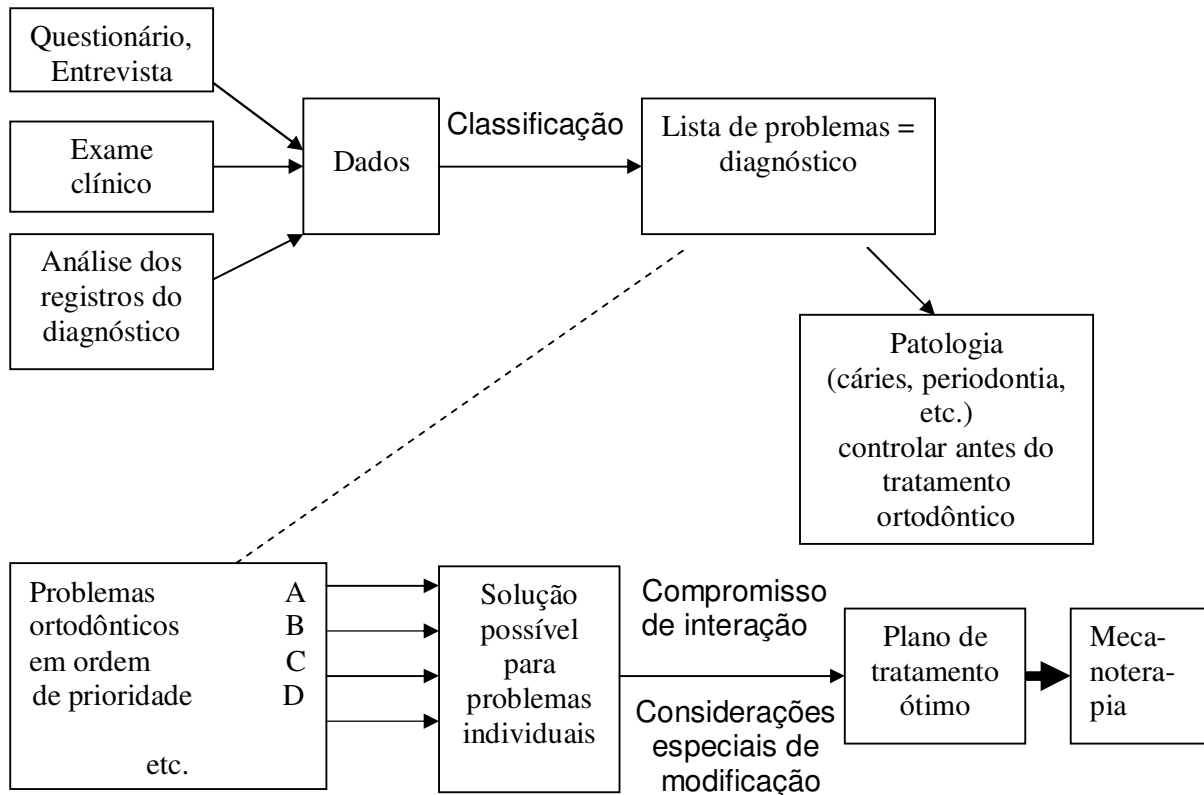 Questionário,
Entrevista
Exame
clínico
Análise dos
registros do
diagnóstico
Dados
Classificação
Lista de problemas =
diagnóstico
Patologia
(cáries, periodontia,
etc.)
controlar antes do
tratamento
ortodôntico
Problemas A
ortodônticos B
em ordem C
de prioridade D
etc.
Solução
possível
para
problemas
individuais
Compromisso
de interação
Considerações
especiais de
modificação
Plano de
tratamento
ótimo
Meca-
notera-
pia